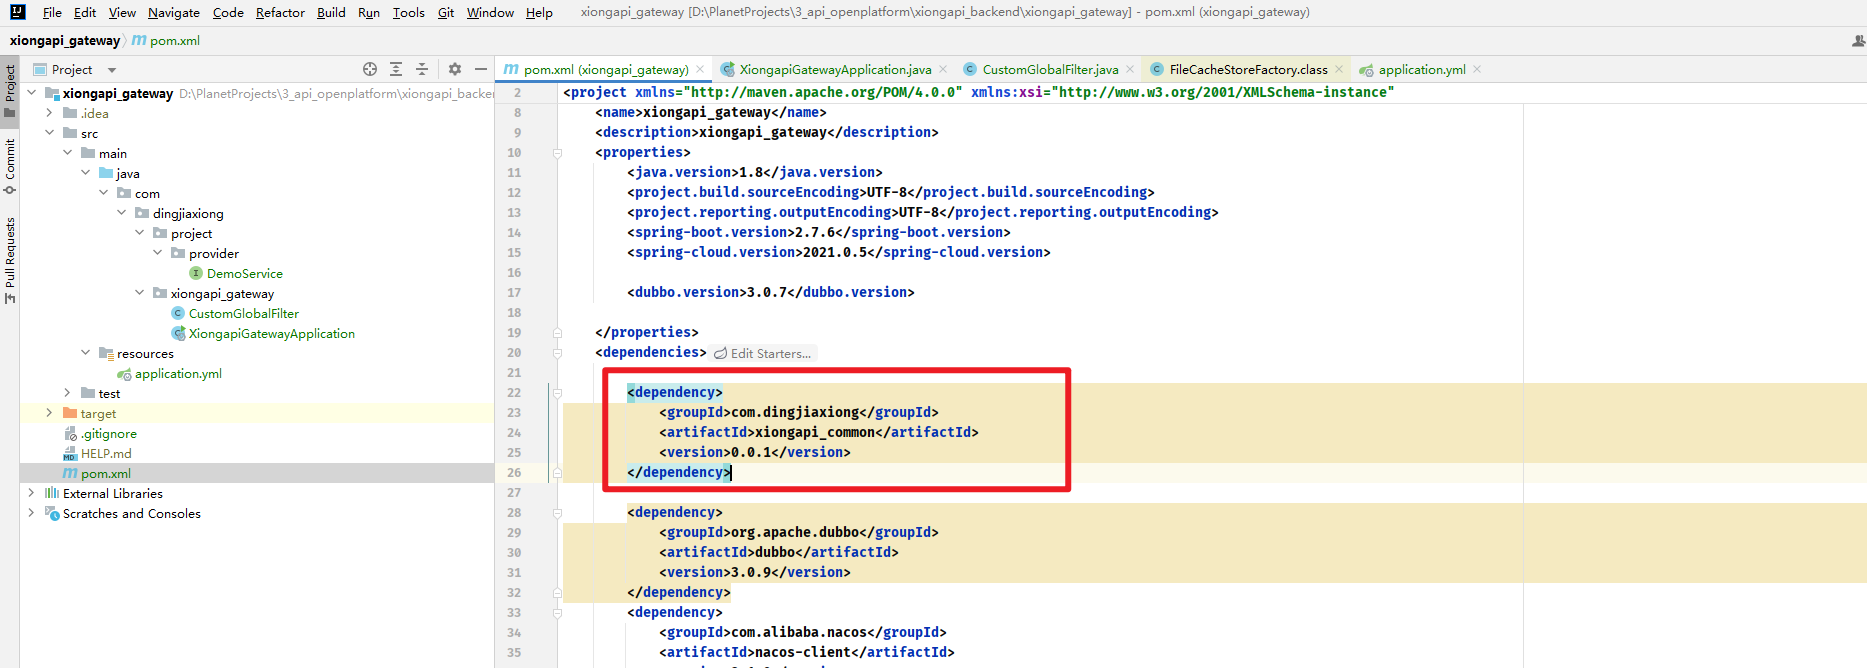 File Edit View Navigate Code Refactor Build Run Tools Git Window Help xiongapi_gateway [D:\PlanetProjects\3_api_openplatform\xiongapi_backend\xiongapi_gateway] - pom.xml (xiongapi_gateway)
xiongapi_gateway pom.xml
Project
Commit
Pull Requests
Project
xiongapi_gateway D:\PlanetProjects\3_api_openplatform\xiongapi_backer
.idea
src
main
java
com
dingjiaxiong
project
provider
DemoService
xiongapi_gateway
CustomGlobalFilter
XiongapiGatewayApplication
resources
application.yml
test
target
.gitignore
HELP.md
pom.xml
External Libraries
Scratches and Consoles
pom.xml (xiongapi_gateway) XiongapiGatewayApplication.java CustomGlobalFilter.java FileCacheStoreFactory.class application.yml
2 <project xmlns="http://maven.apache.org/POM/4.0.0" xmlns:xsi="http://www.w3.org/2001/XMLSchema-instance"
8 <name>xiongapi_gateway</name>
9 <description>xiongapi_gateway</description>
10 <properties>
11 <java.version>1.8</java.version>
12 <project.build.sourceEncoding>UTF-8</project.build.sourceEncoding>
13 <project.reporting.outputEncoding>UTF-8</project.reporting.outputEncoding>
14 <spring-boot.version>2.7.6</spring-boot.version>
15 <spring-cloud.version>2021.0.5</spring-cloud.version>
16
17 <dubbo.version>3.0.7</dubbo.version>
18
19 </properties>
20 <dependencies> Edit Starters...
21
22 <dependency>
23 <groupId>com.dingjiaxiong</groupId>
24 <artifactId>xiongapi_common</artifactId>
25 <version>0.0.1</version>
26 </dependency>
27
28 <dependency>
29 <groupId>org.apache.dubbo</groupId>
30 <artifactId>dubbo</artifactId>
31 <version>3.0.9</version>
32 </dependency>
33 <dependency>
34 <groupId>com.alibaba.nacos</groupId>
35 <artifactId>nacos-client</artifactId>